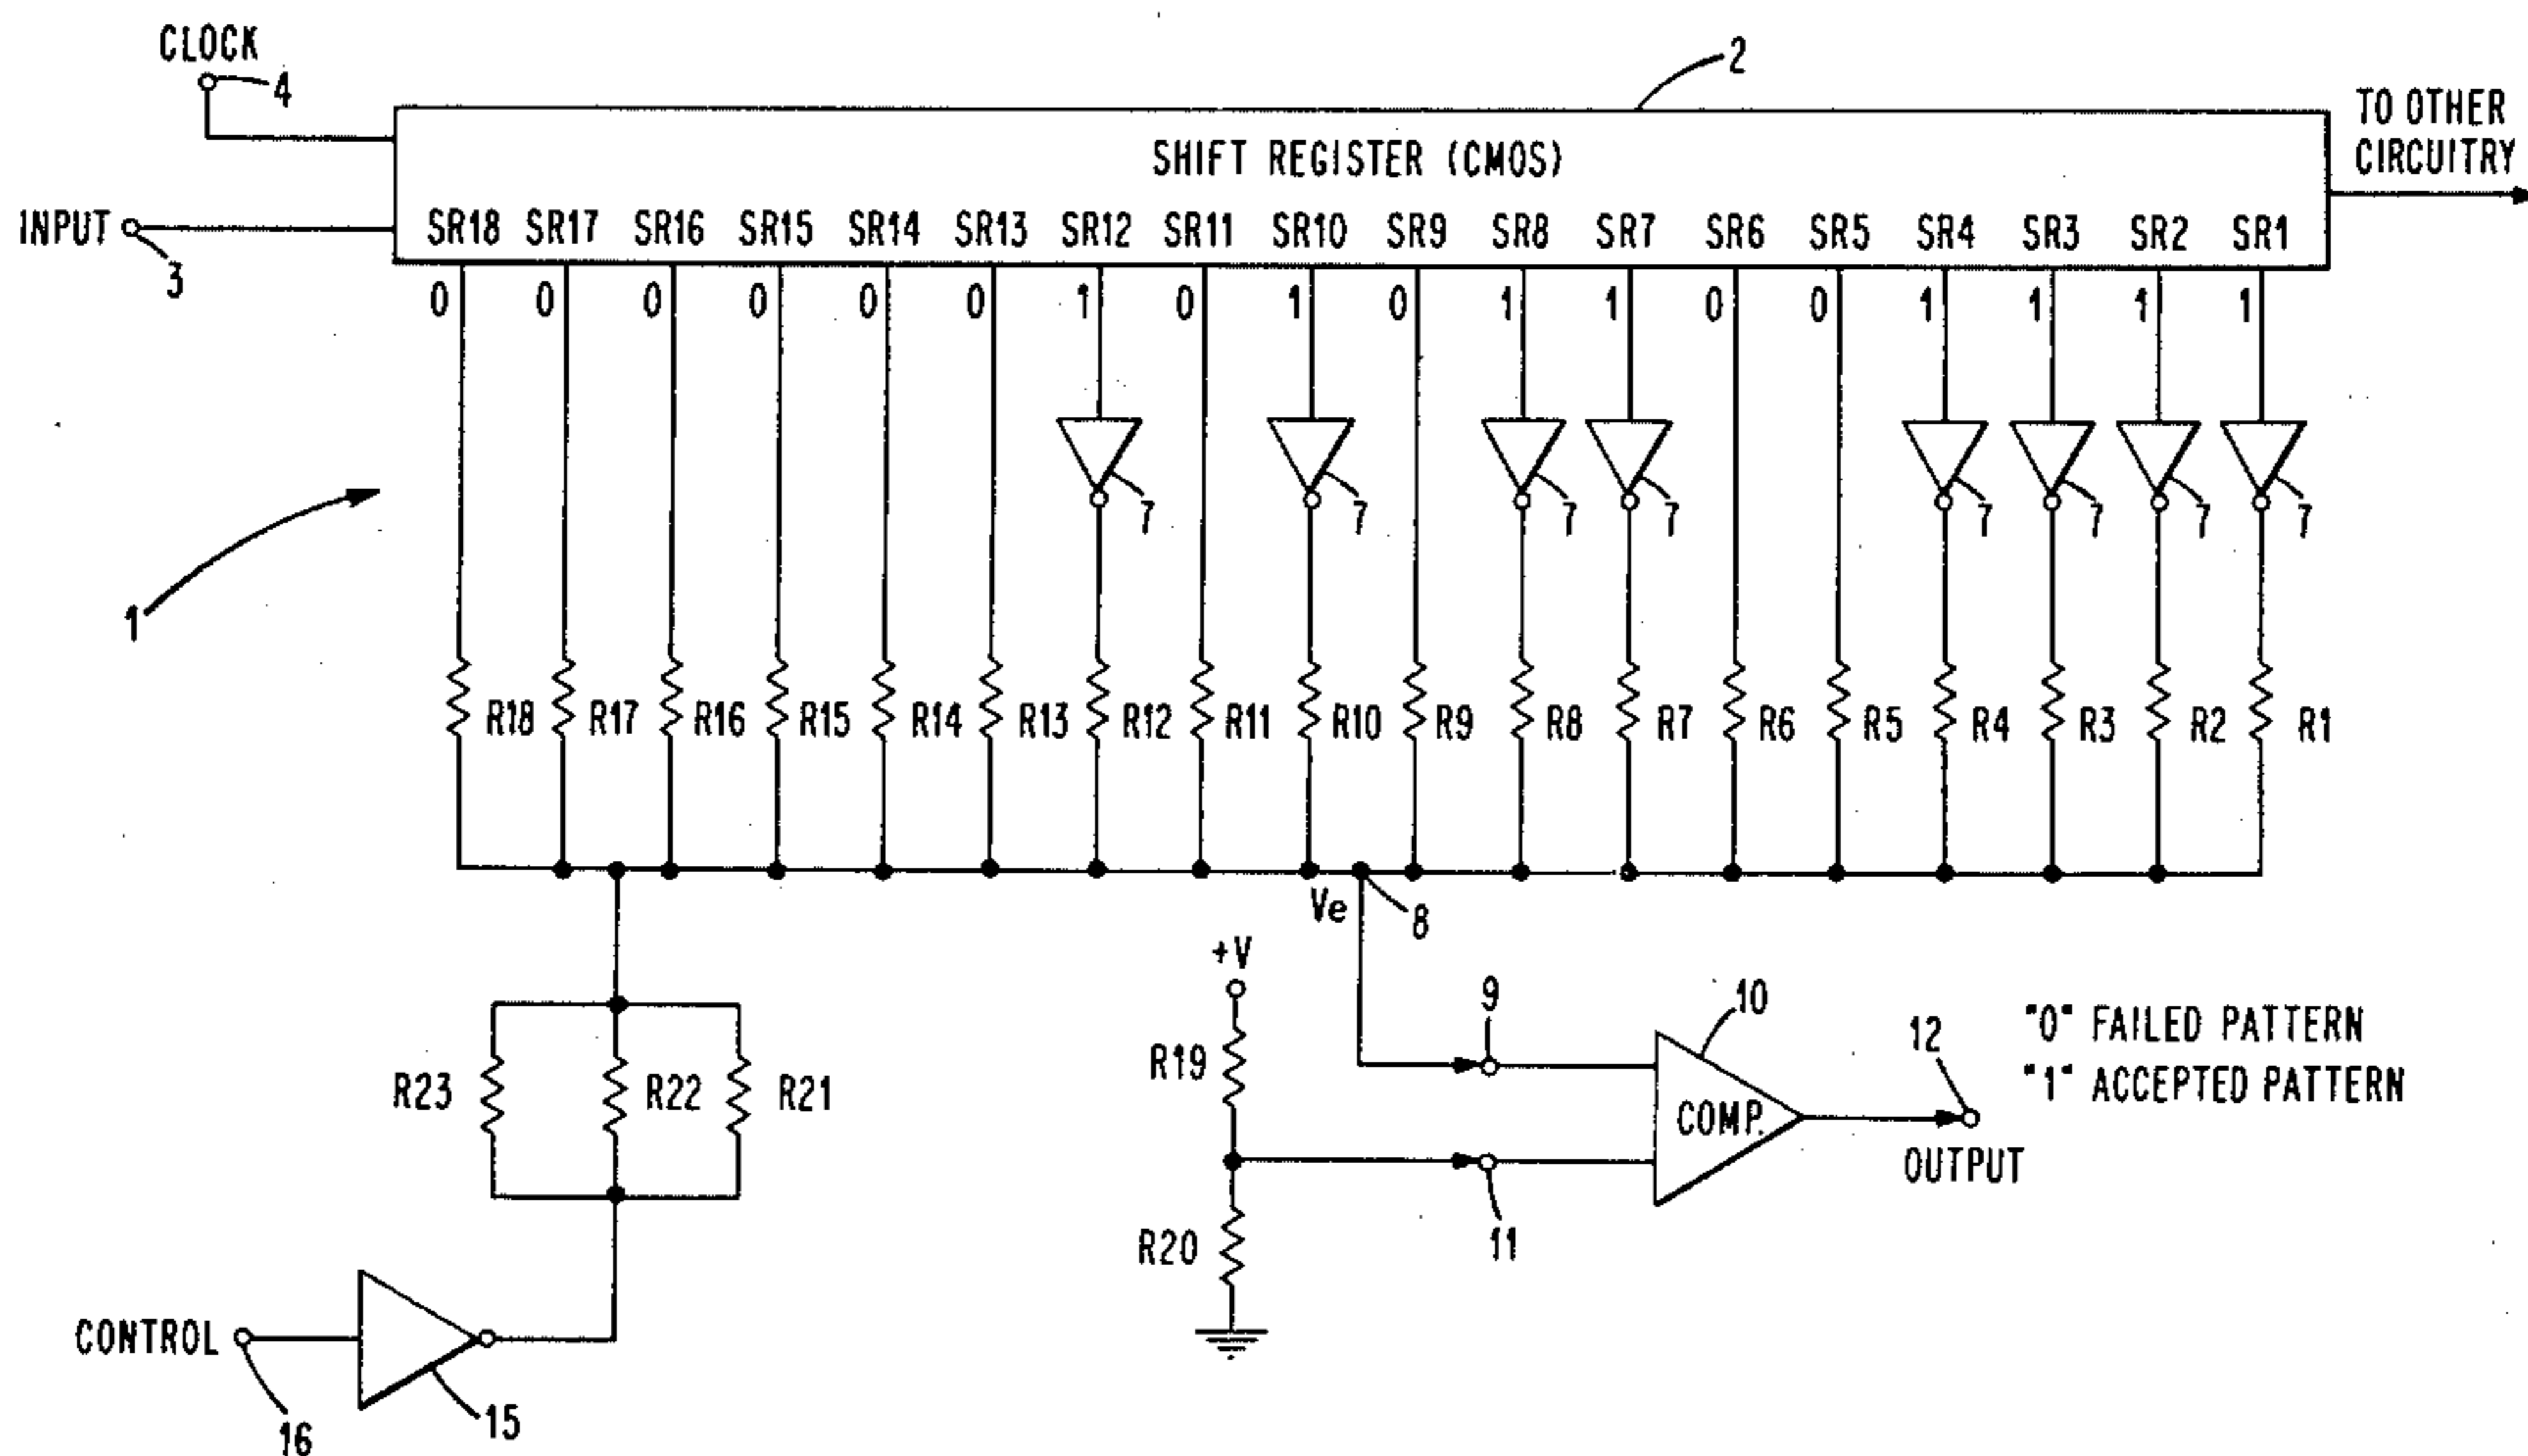 CLOCK
4
2
TO OTHER
CIRCUITRY
SHIFT REGISTER (CMOS)
INPUT
3
SR18 SR17 SR16 SR15 SR14 SR13 SR12 SR11 SR10 SR9 SR8 SR7 SR6 SR5 SR4 SR3 SR2 SR1
0 0 0 0 0 0 1 0 1 0 1 1 0 0 1 1 1 1
7 7 7 7 7 7 7 7
1
R18 R17 R16 R15 R14 R13 R12 R11 R10 R9 R8 R7 R6 R5 R4 R3 R2 R1
Ve
8
+V
9
10
12
"0" FAILED PATTERN
"1" ACCEPTED PATTERN
R23 R22 R21
R19
COMP.
OUTPUT
11
R20
CONTROL
16
15